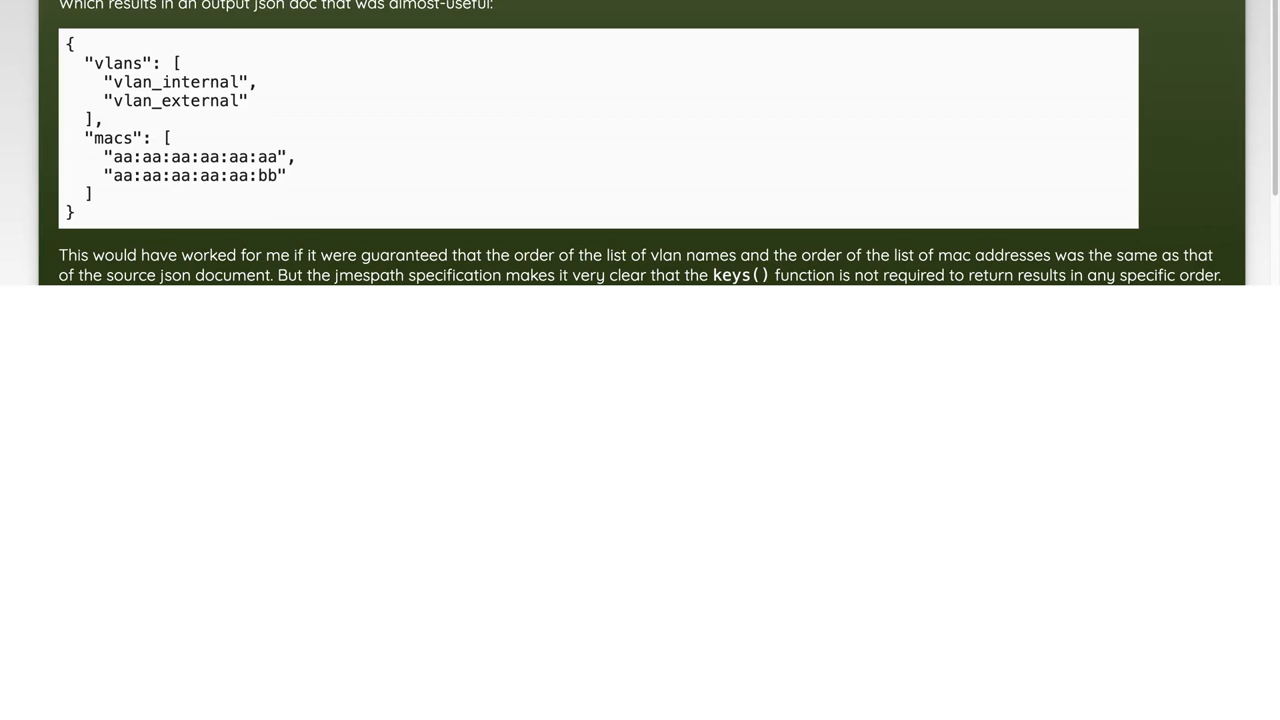 Which results in an output json doc that was almost-useful:
{
  "vlans": [
    "vlan_internal",
    "vlan_external"
  ],
  "macs": [
    "aa:aa:aa:aa:aa:aa",
    "aa:aa:aa:aa:aa:bb"
  ]
}
This would have worked for me if it were guaranteed that the order of the list of vlan names and the order of the list of mac addresses was the same as that
of the source json document. But the jmespath specification makes it very clear that the keys() function is not required to return results in any specific order.